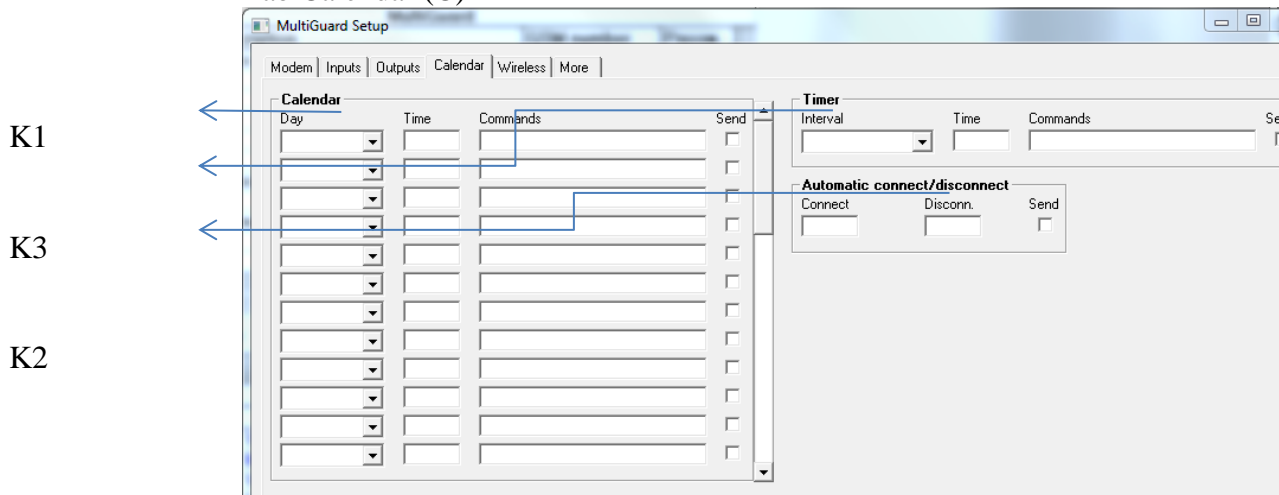 MultiGuard Setup
Modem Inputs Outputs Calendar Wireless More
Calendar
Day Time Commands Send
Timer
Interval Time Commands
Automatic connect/disconnect
Connect Disconn. Send
K1
K3
K2